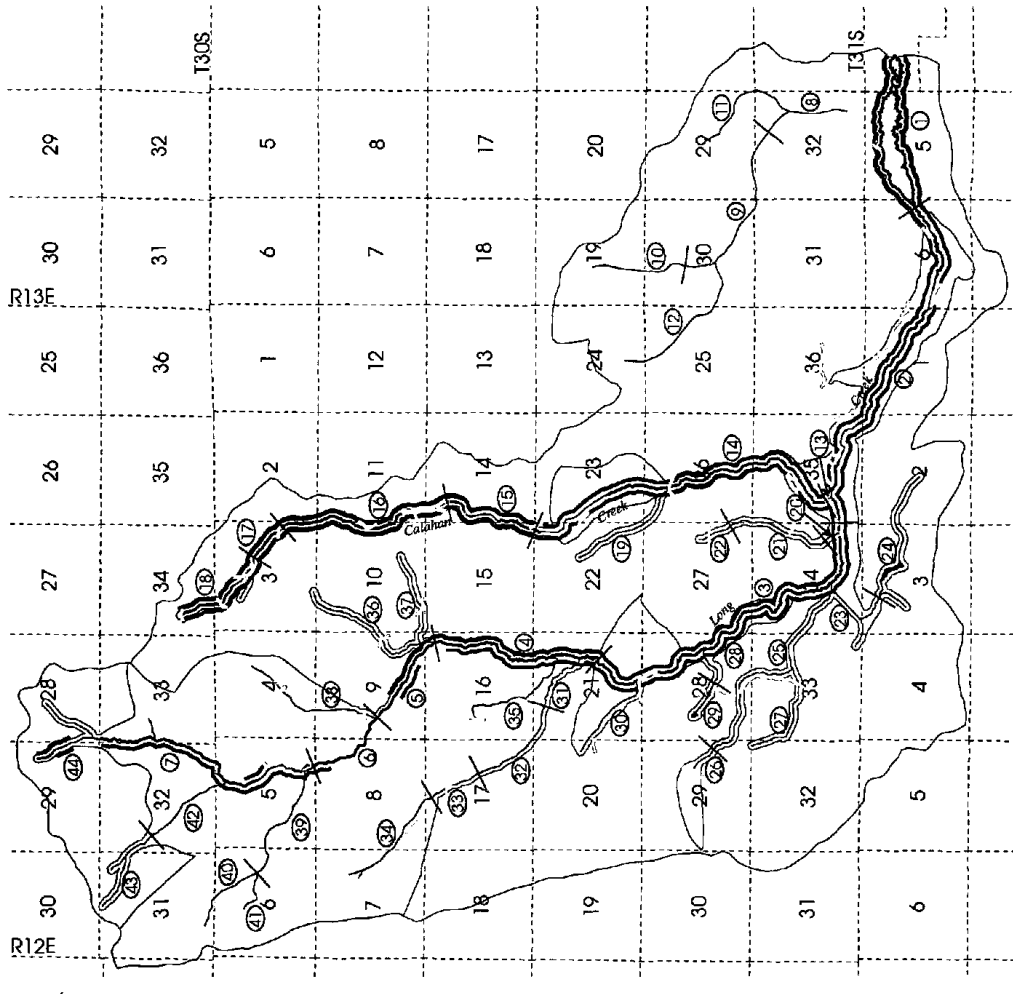 T30S
T31S
29 32 5 8 17 20 29 32 5
⑪ ⑧ ①
30 31 6 7 18 19 30 31 6
⑩ ⑨
R13E
25 36 1 12 13 24 25 36
⑫ ②
Creek
26 35 2 11 14 23 26 35 2
⑰ ⑯ ⑮ ⑭ ⑬ ⑳
Calahan Creek
27 34 3 10 15 22 27 34 3
⑱ ㊱ ㊲ ⑲ ㉒ ㉑ ③ ㉔
Long
28 33 4 9 16 21 28 33 4
㊳ ⑤ ④ ㉟ ㉛ ㉚ ㉙ ㉘ ㉕ ㉗ ㉓
29 32 5 8 17 20 29 32 5
㊹ ⑦ ㊷ ㊴ ⑥ ㉞ ㉝ ㉜ ㉖
30 31 6 7 18 19 30 31 6
㊸ ㊵ ㊶
R12E